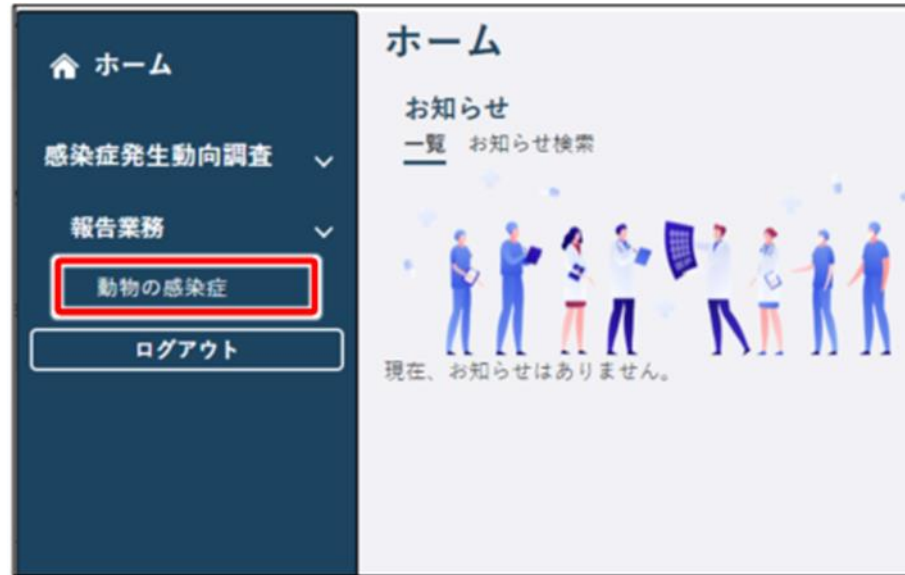 ホーム
感染症発生動向調査
報告業務
動物の感染症
ログアウト
ホーム
お知らせ
一覧 お知らせ検索
現在、お知らせはありません。